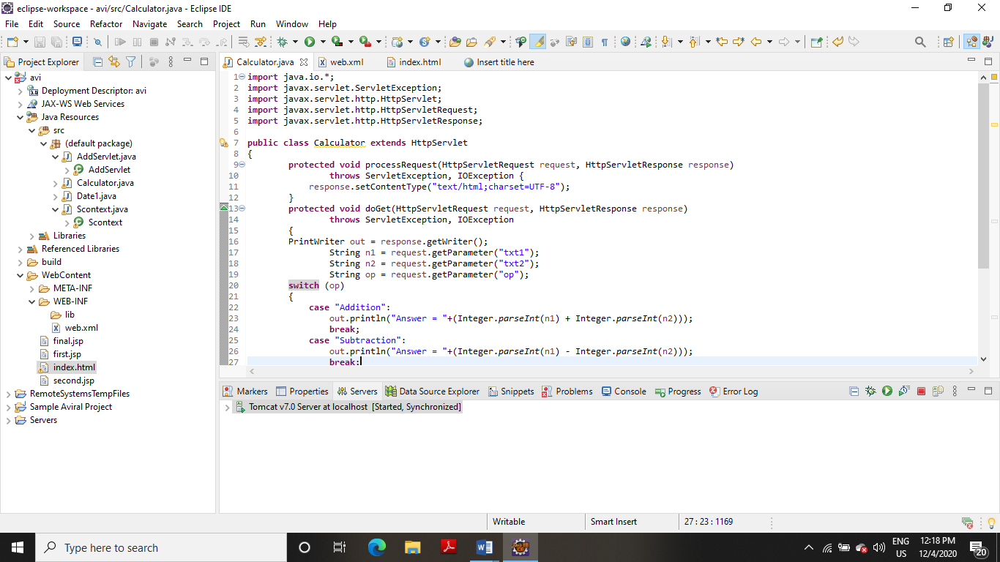 eclipse-workspace - avi/src/Calculator.java - Eclipse IDE
File Edit Source Refactor Navigate Search Project Run Window Help
Project Explorer
avi
Deployment Descriptor: avi
JAX-WS Web Services
Java Resources
src
(default package)
AddServlet.java
AddServlet
Calculator.java
Date1.java
Scontext.java
Scontext
Libraries
Referenced Libraries
build
WebContent
META-INF
WEB-INF
lib
web.xml
final.jsp
first.jsp
index.html
second.jsp
RemoteSystemsTempFiles
Sample Aviral Project
Servers
Calculator.java web.xml index.html Insert title here
1 import java.io.*;
2 import javax.servlet.ServletException;
3 import javax.servlet.http.HttpServlet;
4 import javax.servlet.http.HttpServletRequest;
5 import javax.servlet.http.HttpServletResponse;
6
7 public class Calculator extends HttpServlet
8 {
9 protected void processRequest(HttpServletRequest request, HttpServletResponse response)
10 throws ServletException, IOException {
11 response.setContentType("text/html;charset=UTF-8");
12 }
13 protected void doGet(HttpServletRequest request, HttpServletResponse response)
14 throws ServletException, IOException
15 {
16 PrintWriter out = response.getWriter();
17 String n1 = request.getParameter("txt1");
18 String n2 = request.getParameter("txt2");
19 String op = request.getParameter("op");
20 switch (op)
21 {
22 case "Addition":
23 out.println("Answer = "+(Integer.parseInt(n1) + Integer.parseInt(n2)));
24 break;
25 case "Subtraction":
26 out.println("Answer = "+(Integer.parseInt(n1) - Integer.parseInt(n2)));
27 break;
Markers Properties Servers Data Source Explorer Snippets Problems Console Progress Error Log
Tomcat v7.0 Server at localhost [Started, Synchronized]
Writable Smart Insert 27 : 23 : 1169
Type here to search
ENG
US
12:18 PM
12/4/2020
20